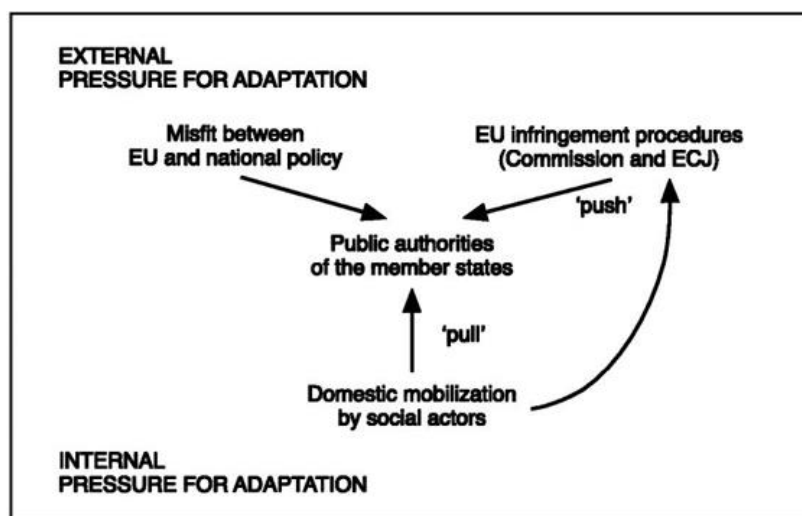 EXTERNAL
PRESSURE FOR ADAPTATION
Misfit between
EU and national policy
EU infringement procedures
(Commission and ECJ)
‘push’
Public authorities
of the member states
‘pull’
Domestic mobilization
by social actors
INTERNAL
PRESSURE FOR ADAPTATION